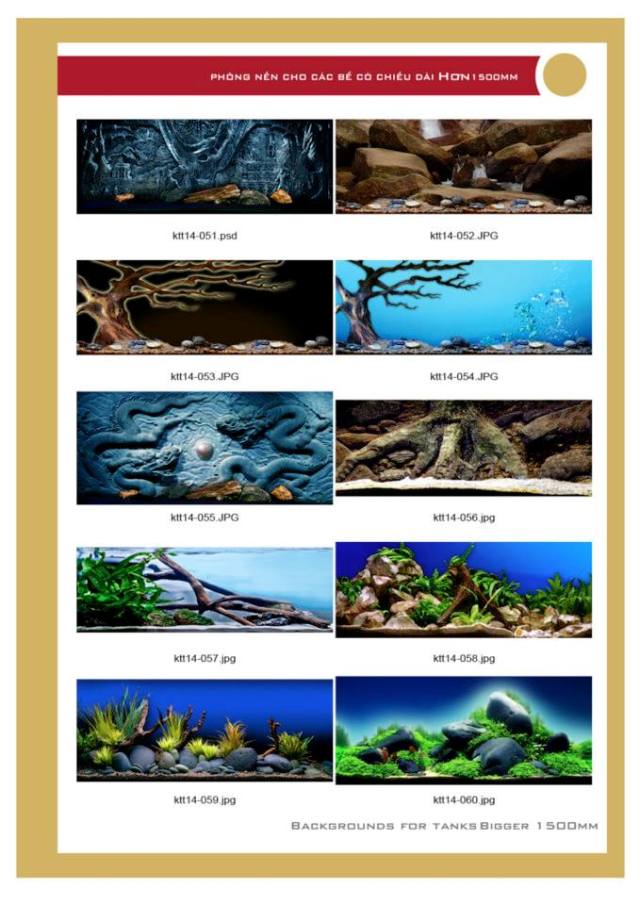 PHÔNG NỀN CHO CÁC BỂ CÓ CHIỀU DÀI HƠN 1500MM
ktt14-051.psd
ktt14-052.JPG
ktt14-053.JPG
ktt14-054.JPG
ktt14-055.JPG
ktt14-056.jpg
ktt14-057.jpg
ktt14-058.jpg
ktt14-059.jpg
ktt14-060.jpg
BACKGROUNDS FOR TANKS BIGGER 1500MM